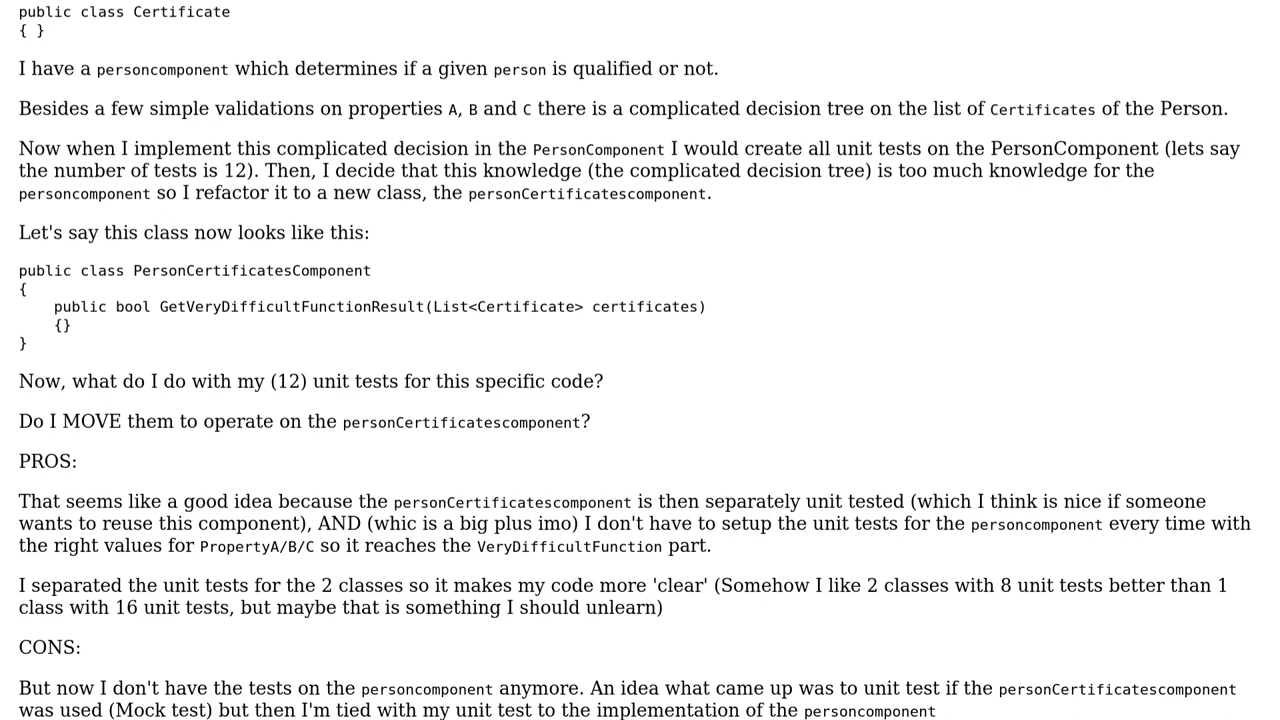 public class Certificate
{ }
I have a personcomponent which determines if a given person is qualified or not.
Besides a few simple validations on properties A, B and C there is a complicated decision tree on the list of Certificates of the Person.
Now when I implement this complicated decision in the PersonComponent I would create all unit tests on the PersonComponent (lets say
the number of tests is 12). Then, I decide that this knowledge (the complicated decision tree) is too much knowledge for the
personcomponent so I refactor it to a new class, the personCertificatescomponent.
Let's say this class now looks like this:
public class PersonCertificatesComponent
{
    public bool GetVeryDifficultFunctionResult(List<Certificate> certificates)
    {}
}
Now, what do I do with my (12) unit tests for this specific code?
Do I MOVE them to operate on the personCertificatescomponent?
PROS:
That seems like a good idea because the personCertificatescomponent is then separately unit tested (which I think is nice if someone
wants to reuse this component), AND (whic is a big plus imo) I don't have to setup the unit tests for the personcomponent every time with
the right values for PropertyA/B/C so it reaches the VeryDifficultFunction part.
I separated the unit tests for the 2 classes so it makes my code more 'clear' (Somehow I like 2 classes with 8 unit tests better than 1
class with 16 unit tests, but maybe that is something I should unlearn)
CONS:
But now I don't have the tests on the personcomponent anymore. An idea what came up was to unit test if the personCertificatescomponent
was used (Mock test) but then I'm tied with my unit test to the implementation of the personcomponent